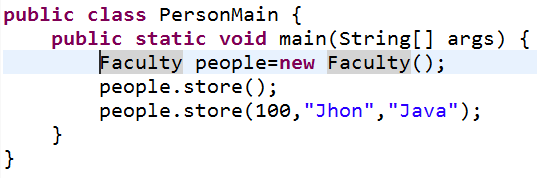 public class PersonMain {
    public static void main(String[] args) {
        Faculty people=new Faculty();
        people.store();
        people.store(100,"Jhon","Java");
    }
}